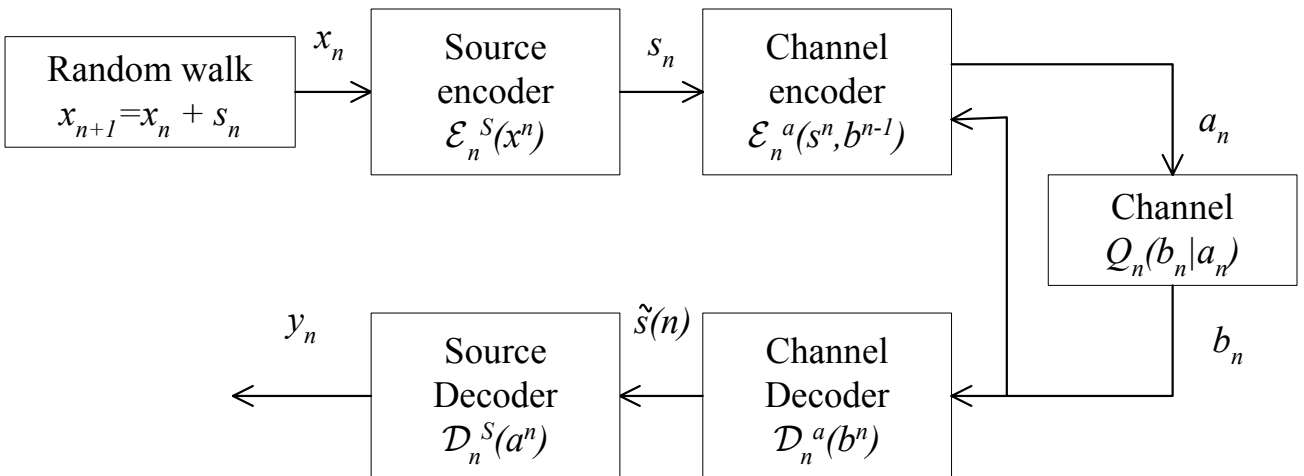 Random walk
x_{n+1}=x_n + s_n
x_n
Source
encoder
ℰ_n^S(x^n)
s_n
Channel
encoder
ℰ_n^a(s^n,b^{n-1})
a_n
Channel
Q_n(b_n|a_n)
b_n
Channel
Decoder
𝒟_n^a(b^n)
s̃(n)
Source
Decoder
𝒟_n^S(a^n)
y_n